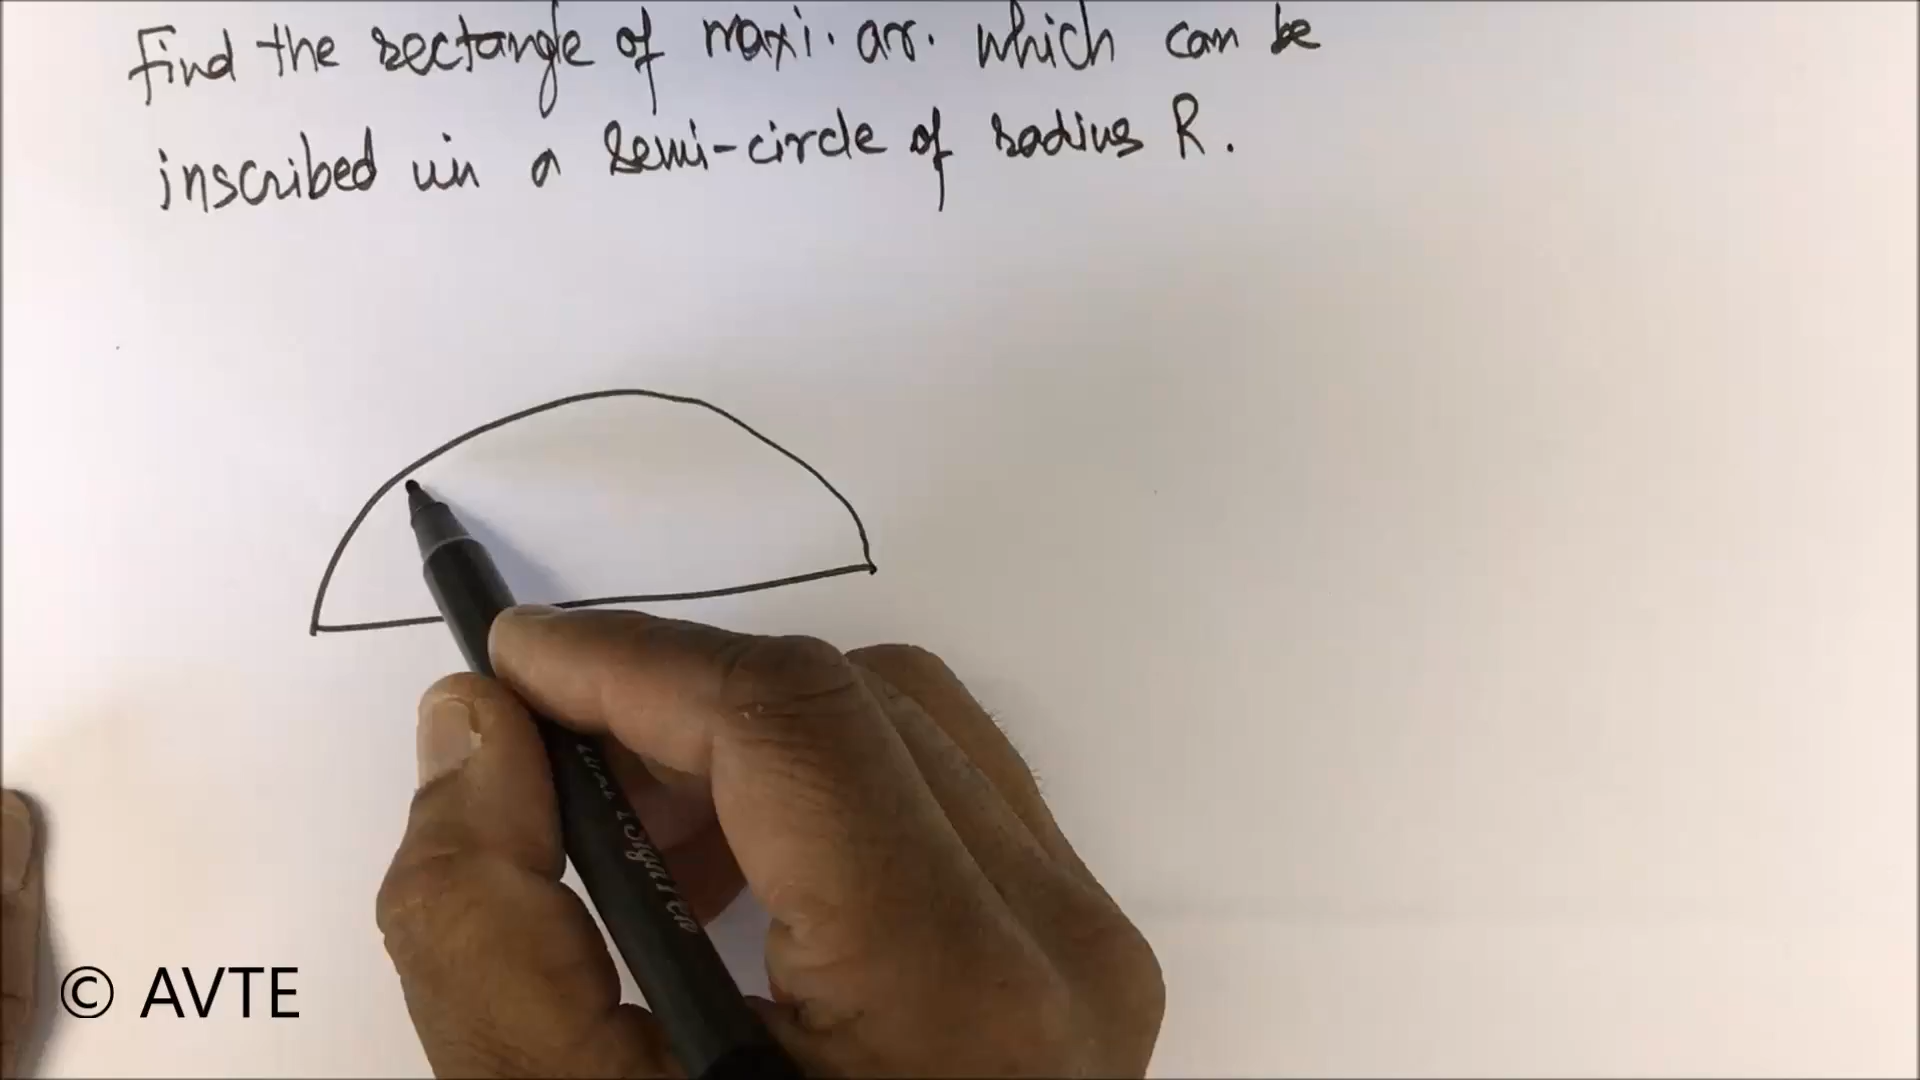 Find the rectangle of maxi. ar. which can be
inscribed in a semi-circle of radius R.
© AVTE